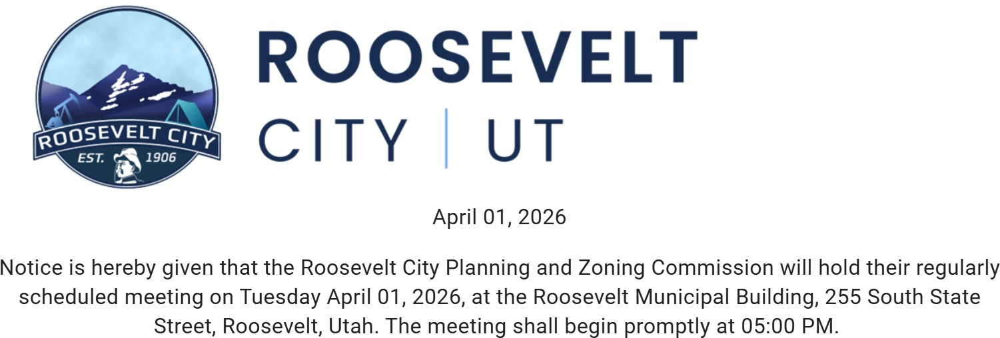 ROOSEVELT CITY
EST. 1906
ROOSEVELT
CITY | UT
April 01, 2026
Notice is hereby given that the Roosevelt City Planning and Zoning Commission will hold their regularly
scheduled meeting on Tuesday April 01, 2026, at the Roosevelt Municipal Building, 255 South State
Street, Roosevelt, Utah. The meeting shall begin promptly at 05:00 PM.